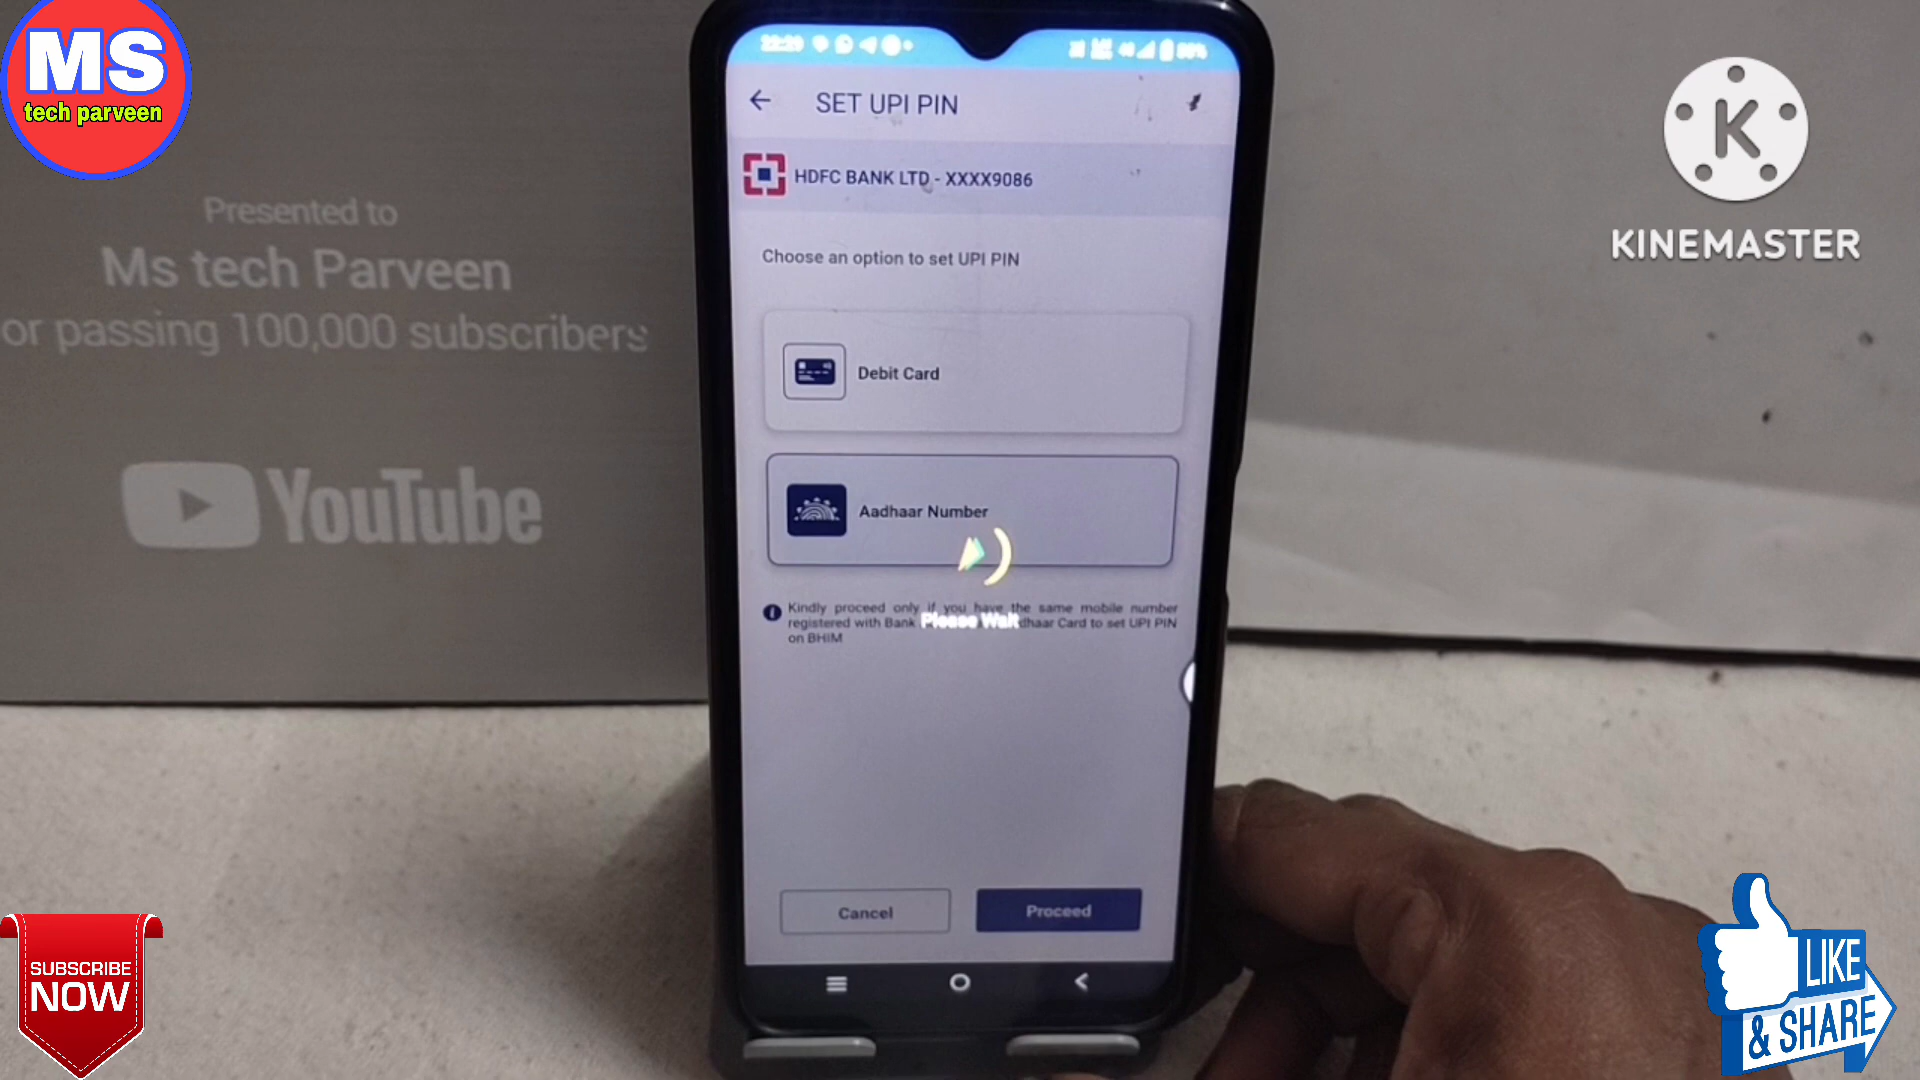 MS
tech parveen
Presented to
Ms tech Parveen
or passing 100,000 subscribers
YouTube
SET UPI PIN
HDFC BANK LTD - XXXX9086
Choose an option to set UPI PIN
Debit Card
Aadhaar Number
Kindly proceed only if you have the same mobile number
registered with Bank dhaar Card to set UPI PIN
on BHIM
Please Wait
Cancel
Proceed
K
KINEMASTER
SUBSCRIBE
NOW
LIKE
& SHARE